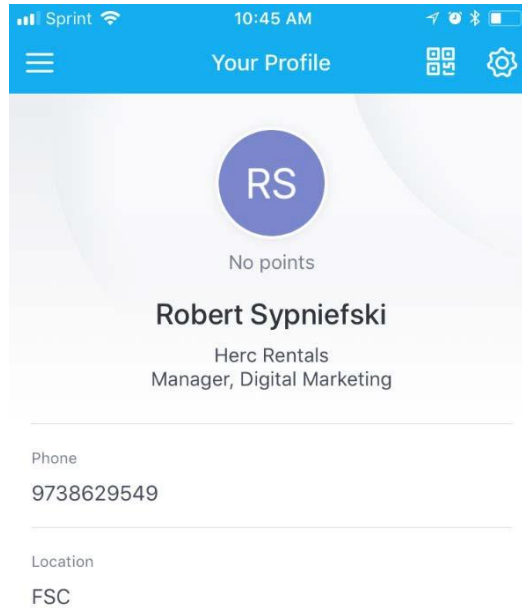 Sprint 10:45 AM
Your Profile
RS
No points
Robert Sypniefski
Herc Rentals
Manager, Digital Marketing
Phone
9738629549
Location
FSC